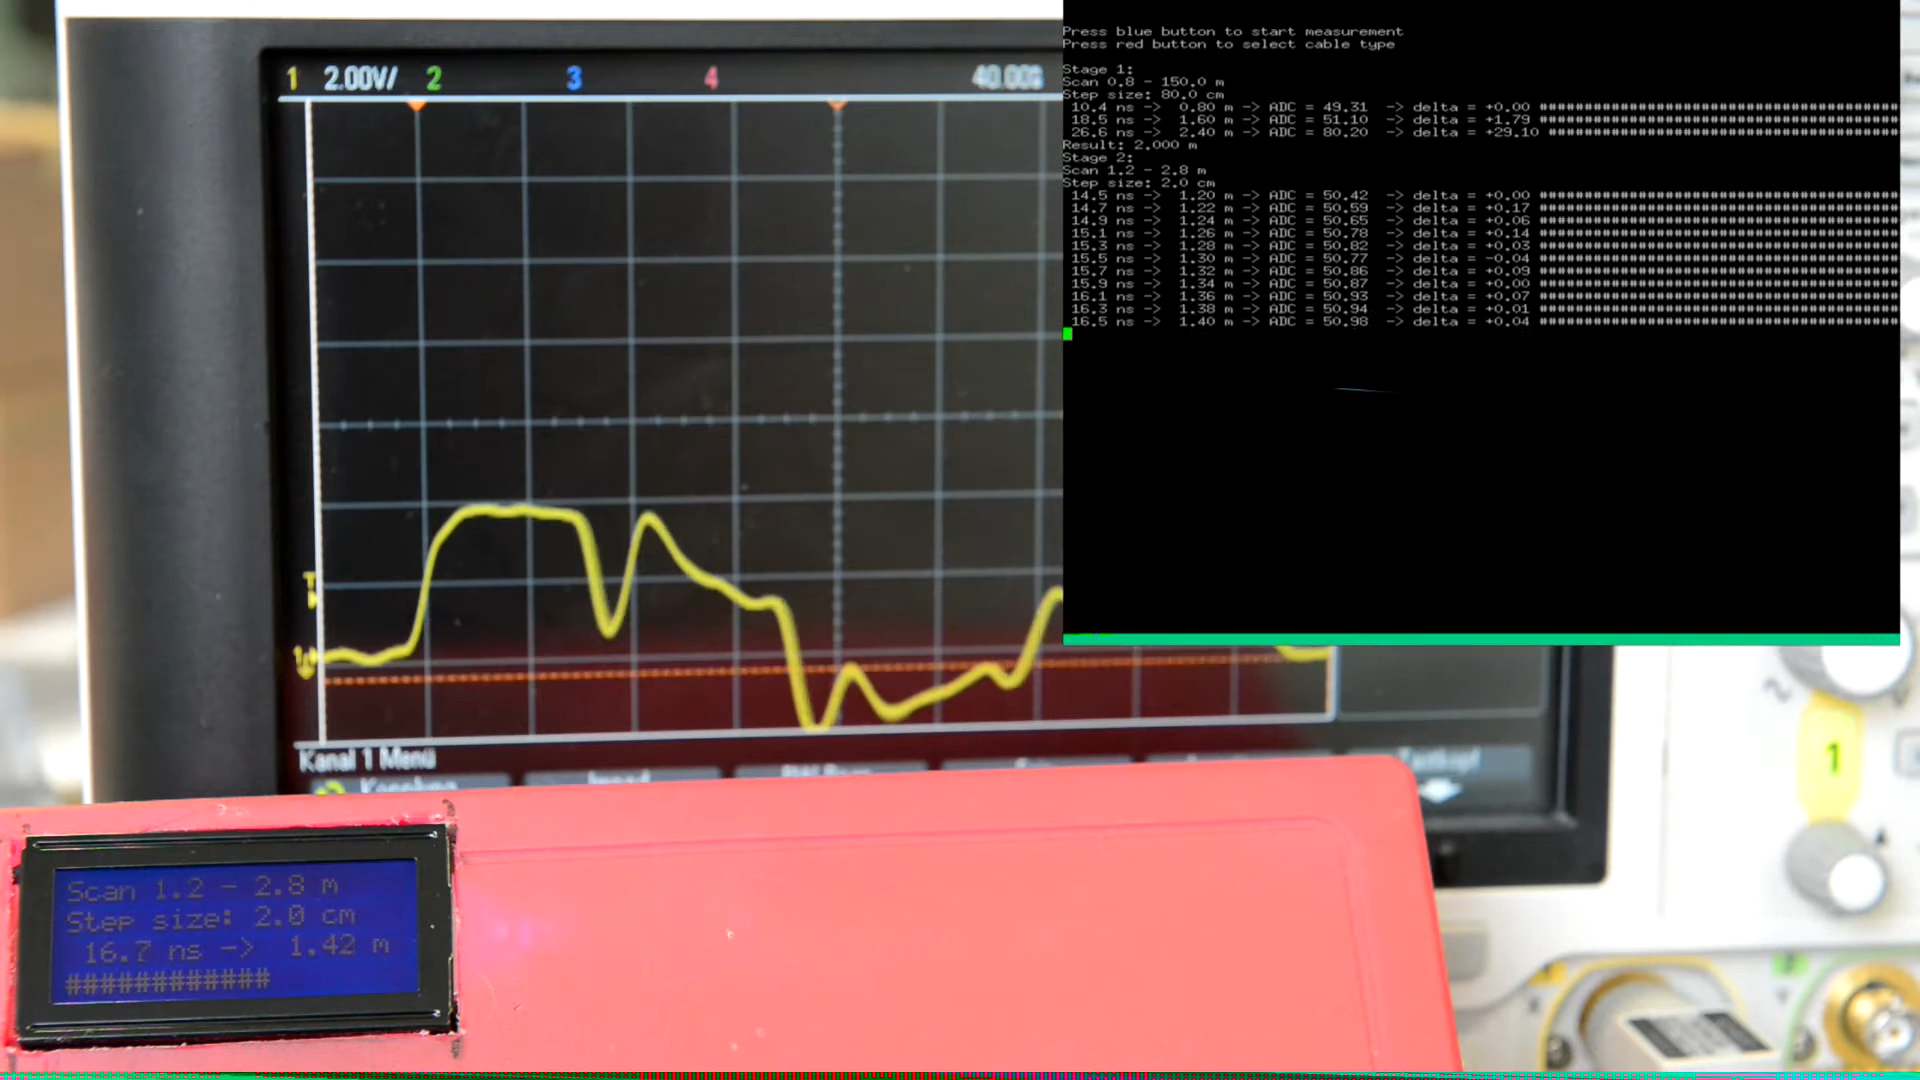 1 2.00V/ 2 3 4 40.00
Press blue button to start measurement
Press red button to select cable type
Stage 1:
Scan 0.8 - 150.0 m
Step size: 80.0 cm
10.4 ns -> 0.80 m -> ADC = 49.31 -> delta = +0.00
18.5 ns -> 1.60 m -> ADC = 51.10 -> delta = +1.79
26.6 ns -> 2.40 m -> ADC = 80.20 -> delta = +29.10
Result: 2.000 m
Stage 2:
Scan 1.2 - 2.8 m
Step size: 2.0 cm
14.5 ns -> 1.20 m -> ADC = 50.42 -> delta = +0.00
14.7 ns -> 1.22 m -> ADC = 50.59 -> delta = +0.17
14.9 ns -> 1.24 m -> ADC = 50.65 -> delta = +0.06
15.1 ns -> 1.26 m -> ADC = 50.78 -> delta = +0.14
15.3 ns -> 1.28 m -> ADC = 50.82 -> delta = +0.03
15.5 ns -> 1.30 m -> ADC = 50.77 -> delta = -0.04
15.7 ns -> 1.32 m -> ADC = 50.86 -> delta = +0.09
15.9 ns -> 1.34 m -> ADC = 50.87 -> delta = +0.00
16.1 ns -> 1.36 m -> ADC = 50.93 -> delta = +0.07
16.3 ns -> 1.38 m -> ADC = 50.94 -> delta = +0.01
16.5 ns -> 1.40 m -> ADC = 50.98 -> delta = +0.04
T
Kanal 1 Menü
2
1
Scan 1.2 - 2.8 m
Step size: 2.0 cm
16.7 ns -> 1.42 m
############